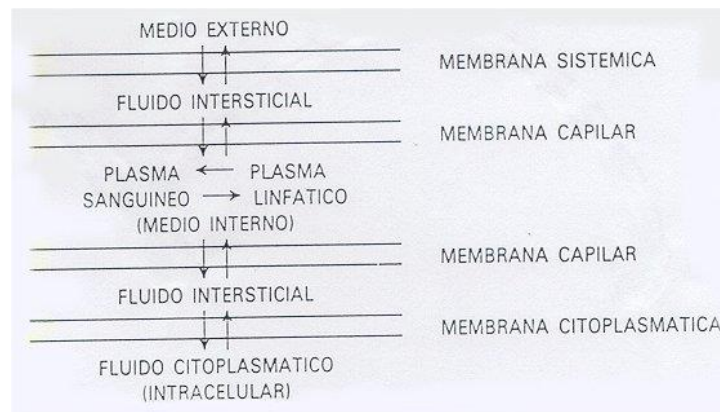 MEDIO EXTERNO
MEMBRANA SISTEMICA
FLUIDO INTERSTICIAL
MEMBRANA CAPILAR
PLASMA ← PLASMA
SANGUINEO → LINFATICO
(MEDIO INTERNO)
MEMBRANA CAPILAR
FLUIDO INTERSTICIAL
MEMBRANA CITOPLASMATICA
FLUIDO CITOPLASMATICO
(INTRACELULAR)